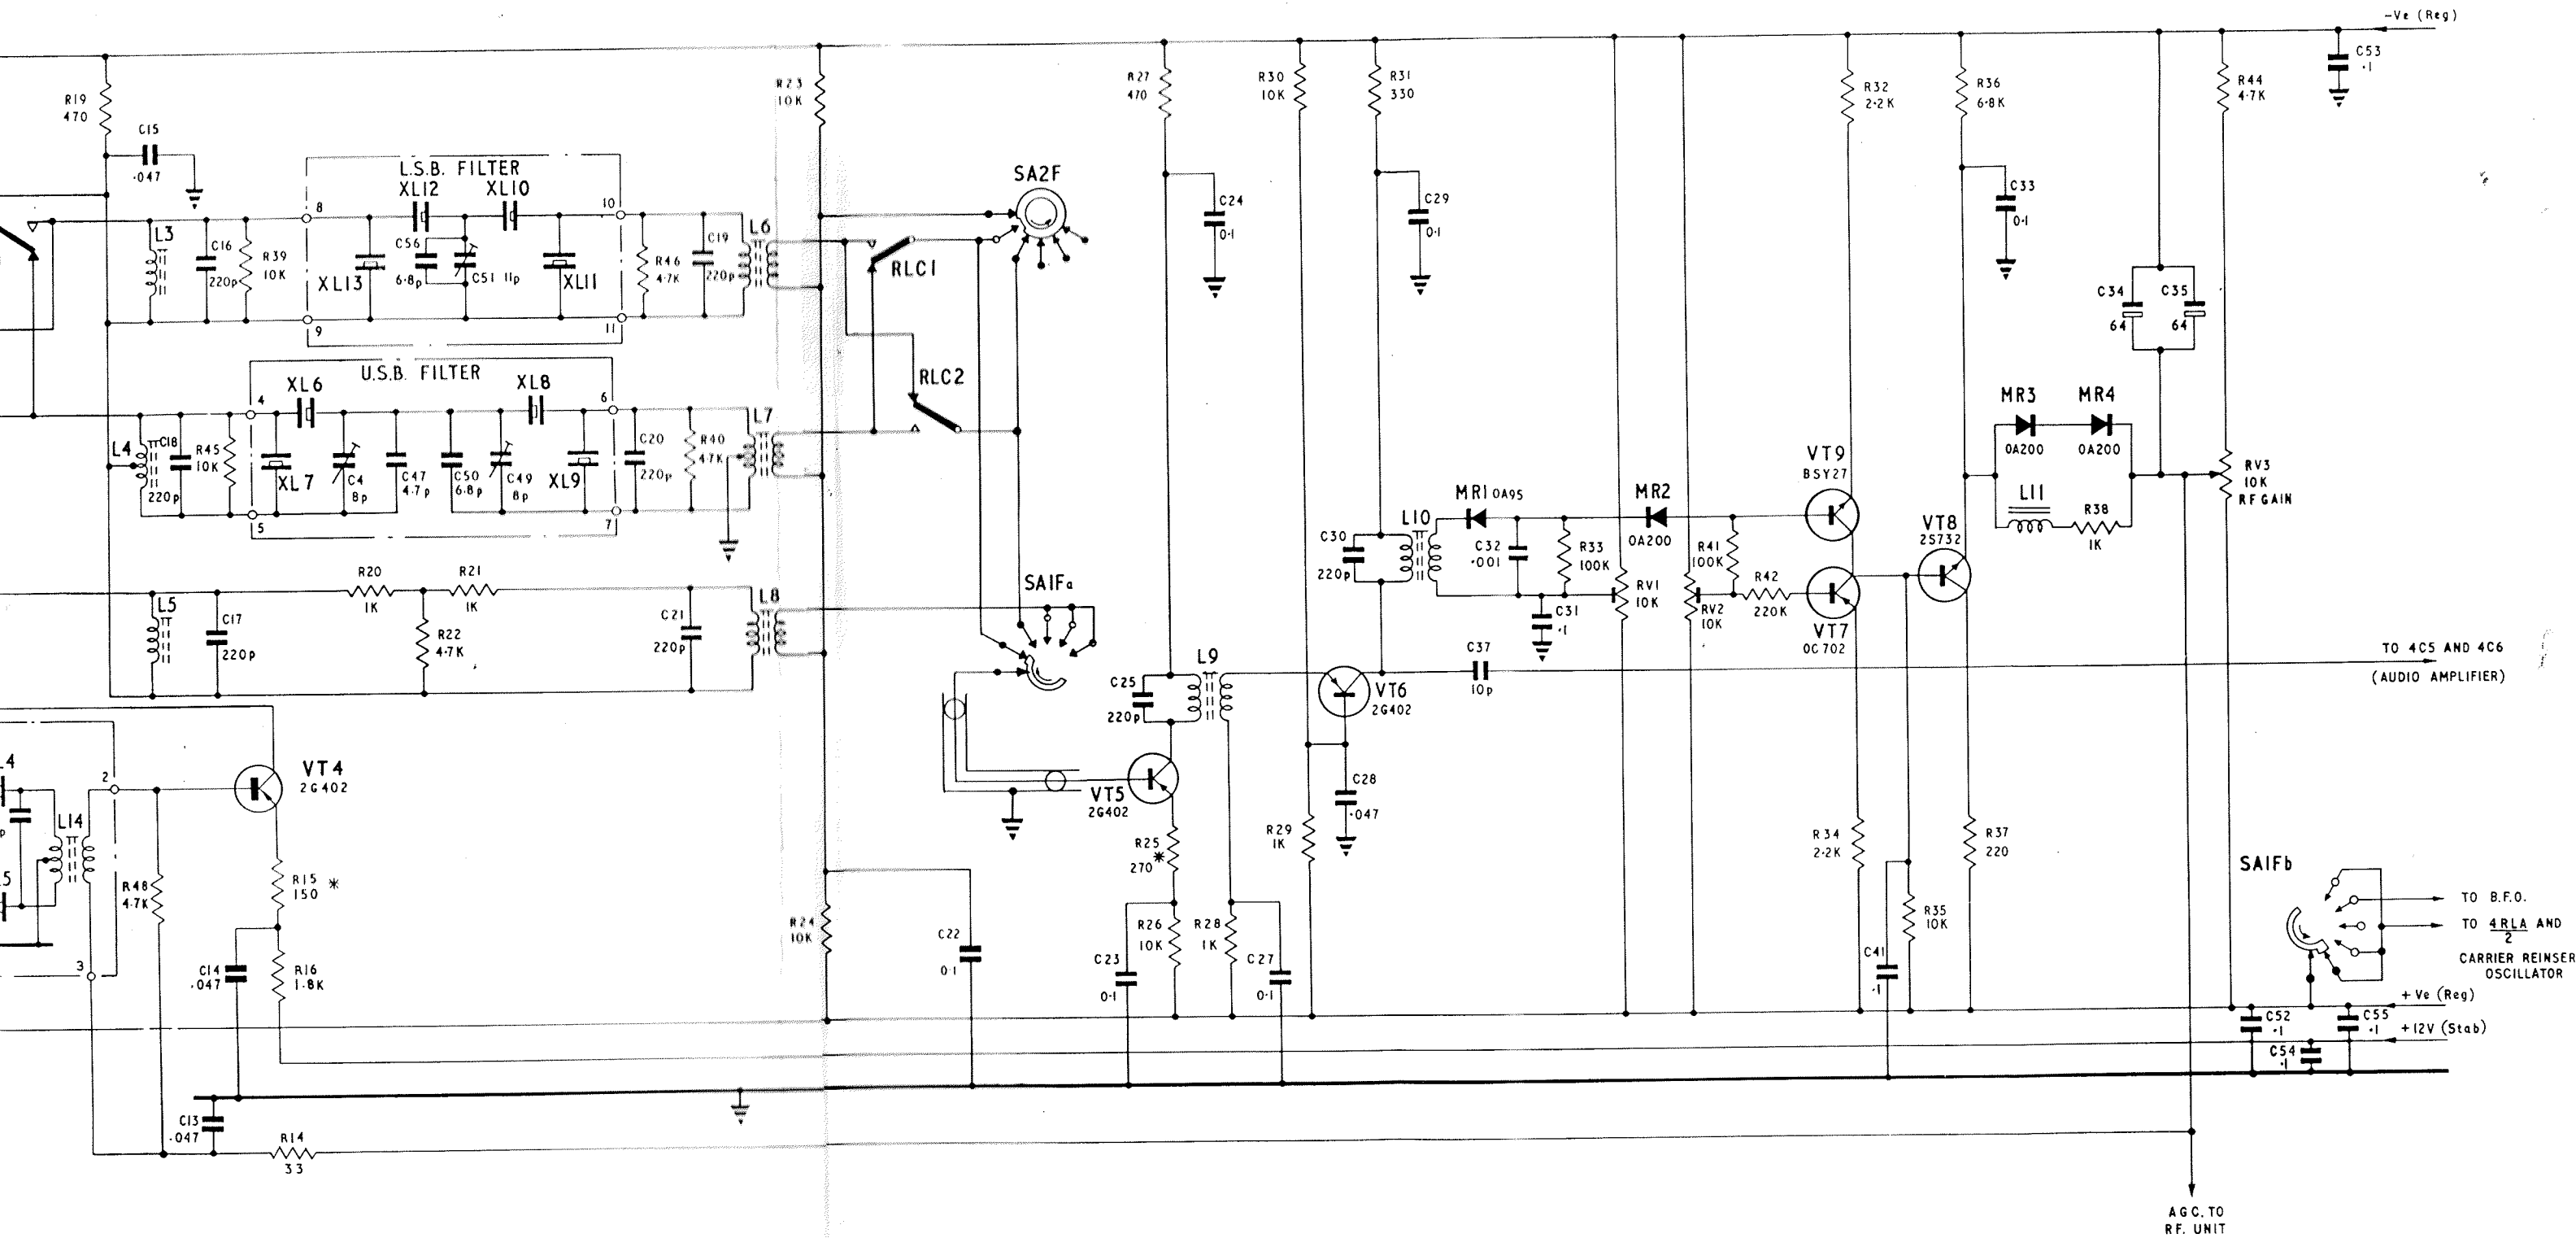 -Ve (Reg)
C53
·1
R19
470
C15
·047
R23
10K
R27
470
R30
10K
R31
330
R32
2·2K
R36
6·8K
R44
4·7K
L.S.B. FILTER
XL12
XL10
8
10
L3
C16
220p
R39
10K
XL13
C56
6·8p
C51 11p
XL11
9
11
R46
4·7K
C19
220p
L6
RLC1
SA2F
C24
0·1
C29
0·1
C33
0·1
C34
64
C35
64
U.S.B. FILTER
XL6
XL8
4
6
L4
C18
220p
R45
10K
XL7
C4
8p
C47
4·7p
C50
6·8p
C49
8p
XL9
5
7
C20
220p
R40
4·7K
L7
RLC2
MR3
OA200
MR4
OA200
L11
R38
1K
RV3
10K
RF GAIN
VT9
BSY27
MR1 OA95
MR2
OA200
C30
220p
L10
C32
·001
R33
100K
RV1
10K
R41
100K
R42
220K
RV2
10K
C31
·1
VT7
OC702
VT8
2S732
L5
C17
220p
R20
1K
R21
1K
R22
4·7K
C21
220p
L8
SA1Fa
C25
220p
L9
VT6
2G402
C37
10p
TO 4C5 AND 4C6
(AUDIO AMPLIFIER)
L4
p
L5
L14
2
3
VT4
2G402
R48
4·7K
R15
150 *
C14
·047
R16
1·8K
VT5
2G402
R25
270 *
R29
1K
C28
·047
R24
10K
C22
0·1
C23
0·1
R26
10K
R28
1K
C27
0·1
R34
2·2K
C41
·1
R35
10K
R37
220
SA1Fb
TO B.F.O.
TO 4RLA AND
2
CARRIER REINSER
OSCILLATOR
+Ve (Reg)
C52
·1
C55
·1
+12V (Stab)
C54
·1
C13
·047
R14
33
A G C. TO
RF. UNIT